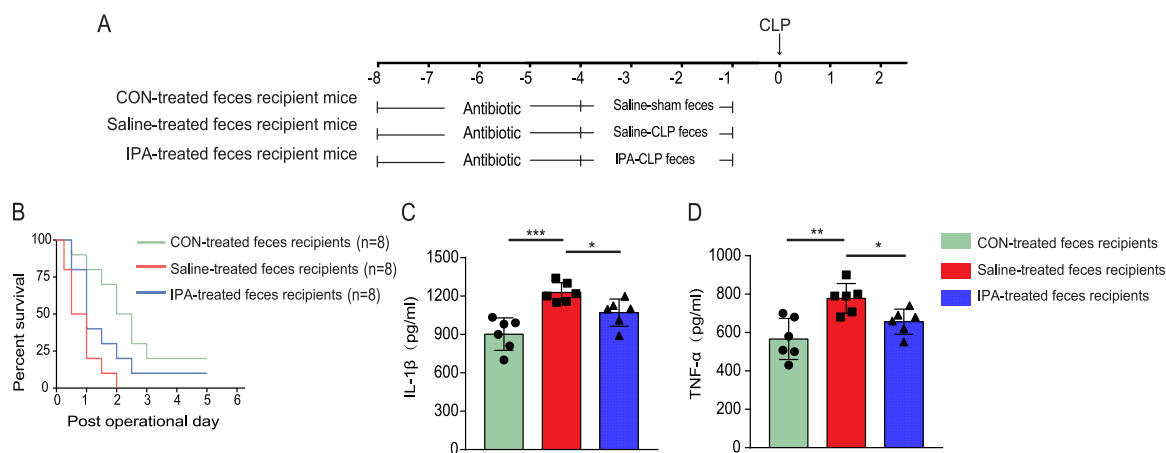 A
CLP
-8 -7 -6 -5 -4 -3 -2 -1 0 1 2
CON-treated feces recipient mice Antibiotic Saline-sham feces
Saline-treated feces recipient mice Antibiotic Saline-CLP feces
IPA-treated feces recipient mice Antibiotic IPA-CLP feces
B
CON-treated feces recipients (n=8)
Saline-treated feces recipients (n=8)
IPA-treated feces recipients (n=8)
Percent survival
100
75
50
25
0
0 1 2 3 4 5 6
Post operational day
C
*** *
IL-1β (pg/ml)
1500
1200
900
600
300
0
D
** *
TNF-α (pg/ml)
1000
800
600
400
200
0
CON-treated feces recipients
Saline-treated feces recipients
IPA-treated feces recipients